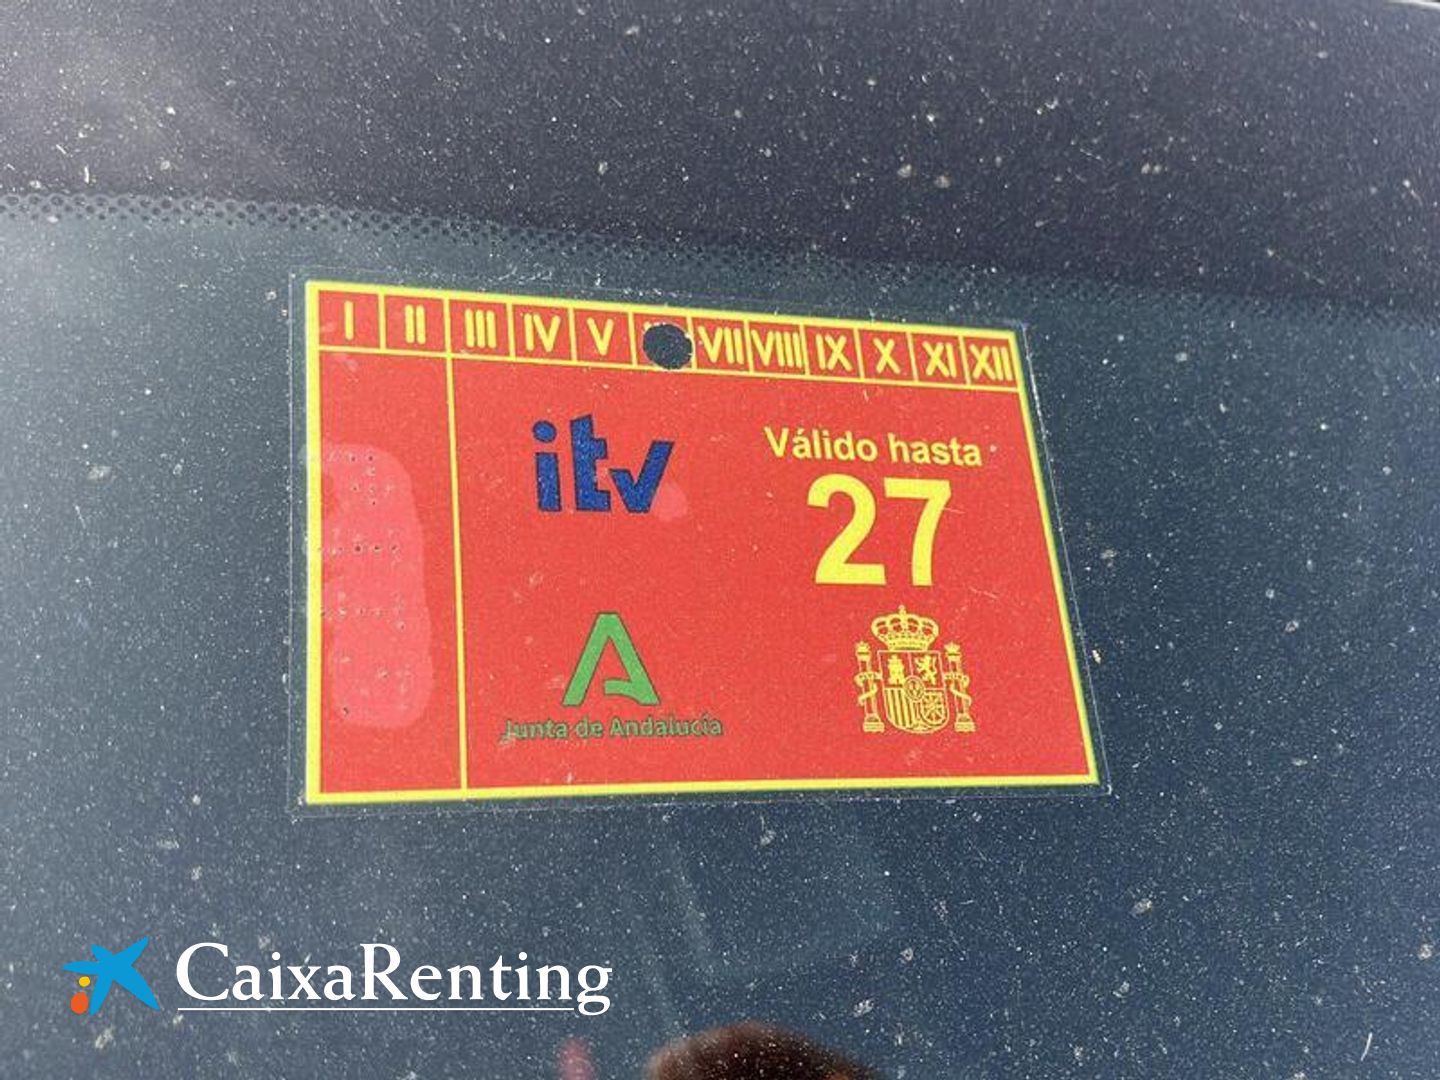 I II III IV V VII VIII IX X XI XII
itv
Válido hasta
27
Junta de Andalucía
CaixaRenting